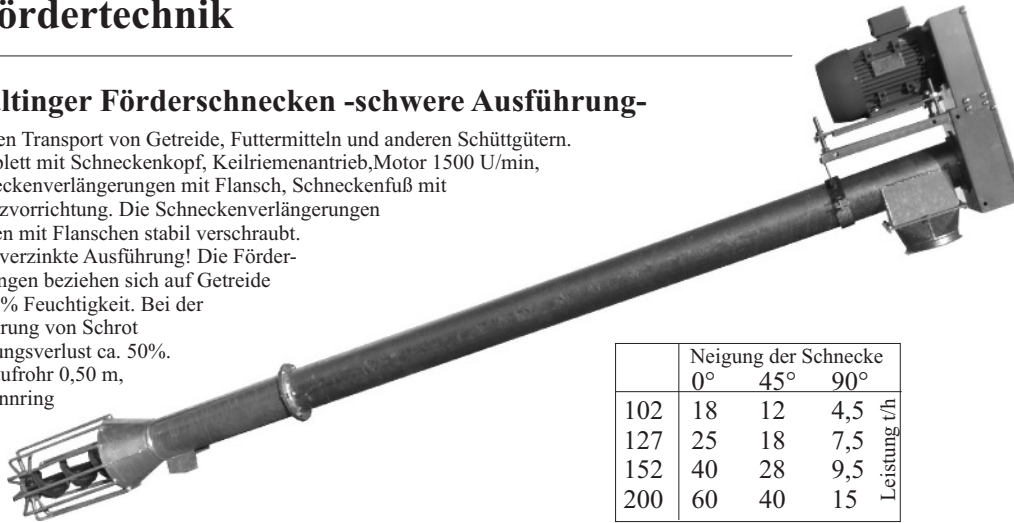 ördertechnik
ltinger Förderschnecken -schwere Ausführung-
en Transport von Getreide, Futtermitteln und anderen Schüttgütern.
plett mit Schneckenkopf, Keilriemenantrieb,Motor 1500 U/min,
eckenverlängerungen mit Flansch, Schneckenfuß mit
zvorrichtung. Die Schneckenverlängerungen
en mit Flanschen stabil verschraubt.
verzinkte Ausführung! Die Förder-
ngen beziehen sich auf Getreide
% Feuchtigkeit. Bei der
rung von Schrot
ungsverlust ca. 50%.
ufrohr 0,50 m,
nnring
Neigung der Schnecke
0° 45° 90°
102 18 12 4,5
127 25 18 7,5
152 40 28 9,5
200 60 40 15
Leistung t/h